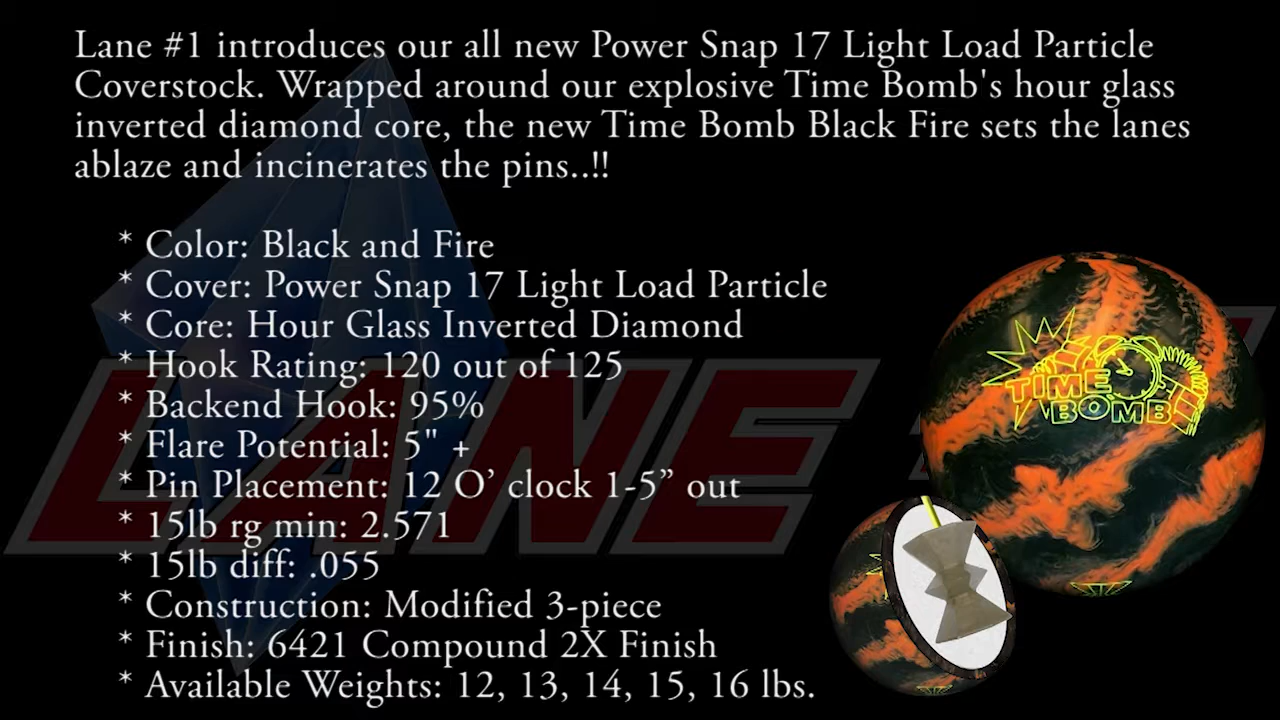 Lane #1 introduces our all new Power Snap 17 Light Load Particle
Coverstock. Wrapped around our explosive Time Bomb's hour glass
inverted diamond core, the new Time Bomb Black Fire sets the lanes
ablaze and incinerates the pins..!!
* Color: Black and Fire
* Cover: Power Snap 17 Light Load Particle
* Core: Hour Glass Inverted Diamond
* Hook Rating: 120 out of 125
* Backend Hook: 95%
* Flare Potential: 5" +
* Pin Placement: 12 O’ clock 1-5” out
* 15lb rg min: 2.571
* 15lb diff: .055
* Construction: Modified 3-piece
* Finish: 6421 Compound 2X Finish
* Available Weights: 12, 13, 14, 15, 16 lbs.
TIME
BOMB
LANE